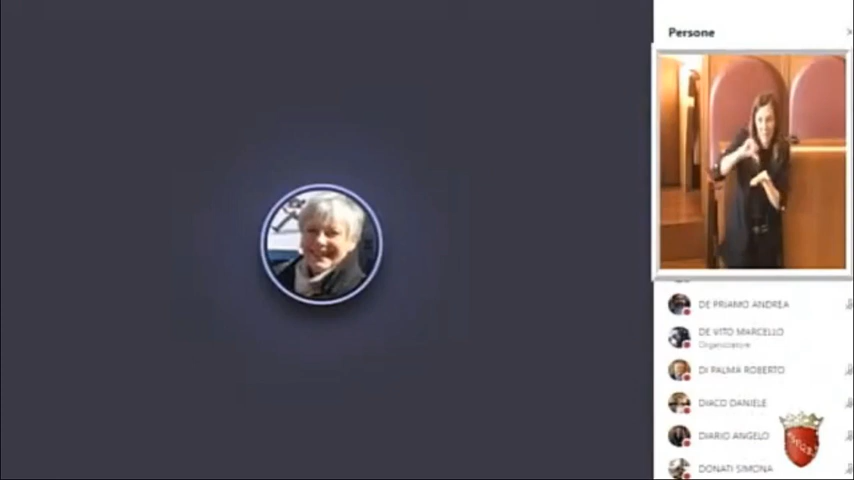 Persone
DE PRIAMO ANDREA
DE VITO MARCELLO
Organizzatore
DI PALMA ROBERTO
DIACO DANIELE
DIARIO ANGELO
DONATI SIMONA